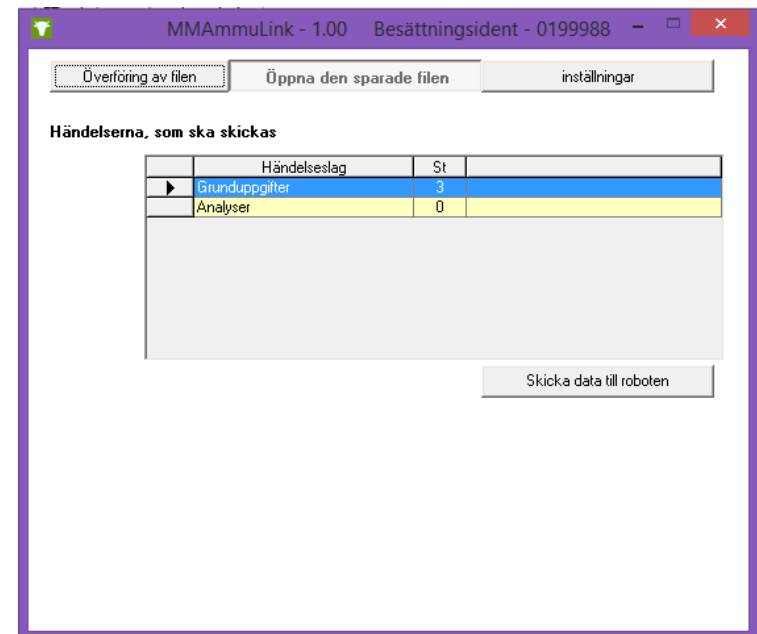 MMAmmuLink - 1.00 Besättningsident - 0199988
Överföring av filen Öppna den sparade filen inställningar
Händelserna, som ska skickas
Händelseslag St
Grunduppgifter 3
Analyser 0
Skicka data till roboten